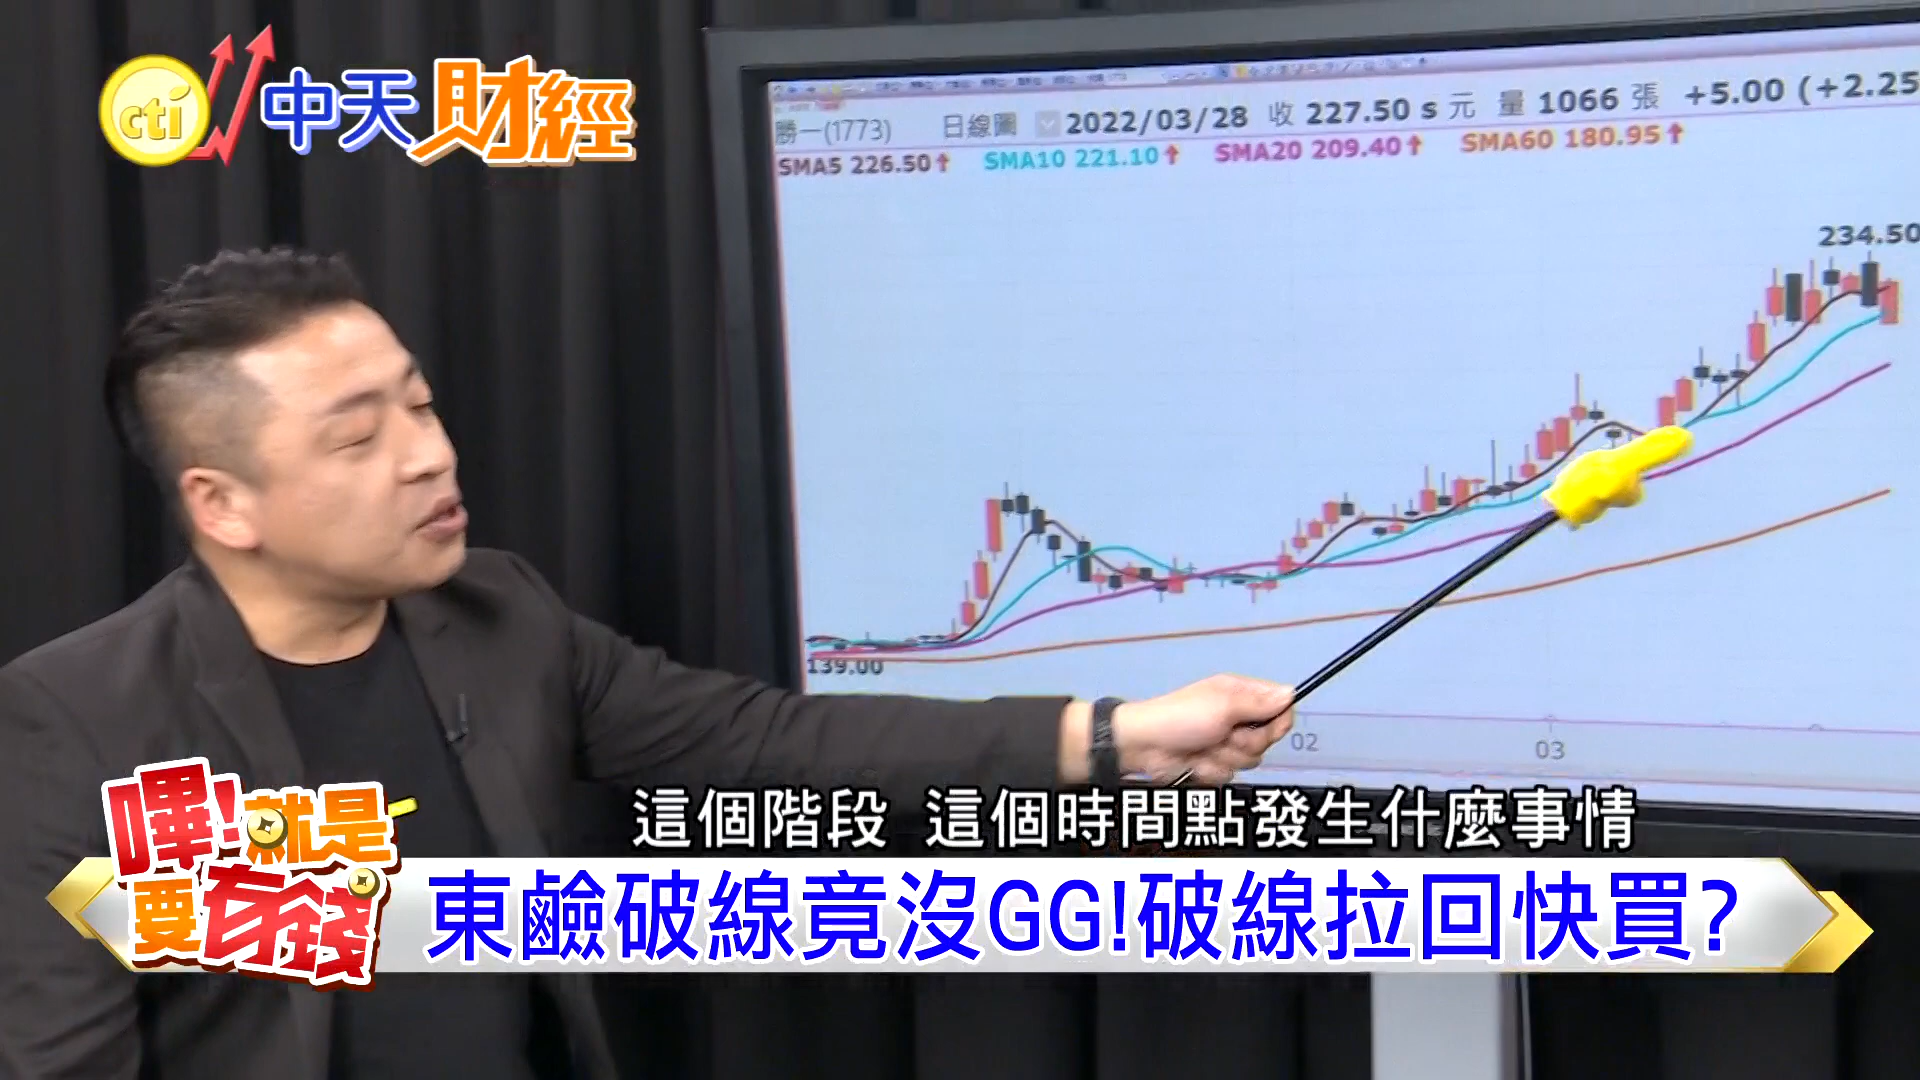 cti 中天財經
勝一(1773) 日線圖 2022/03/28 收 227.50 s 元 量 1066 張 +5.00 (+2.25
SMA5 226.50↑ SMA10 221.10↑ SMA20 209.40↑ SMA60 180.95↑
234.50
139.00
02 03
嗶!就是要有錢
這個階段 這個時間點發生什麼事情
東鹼破線竟沒GG!破線拉回快買?